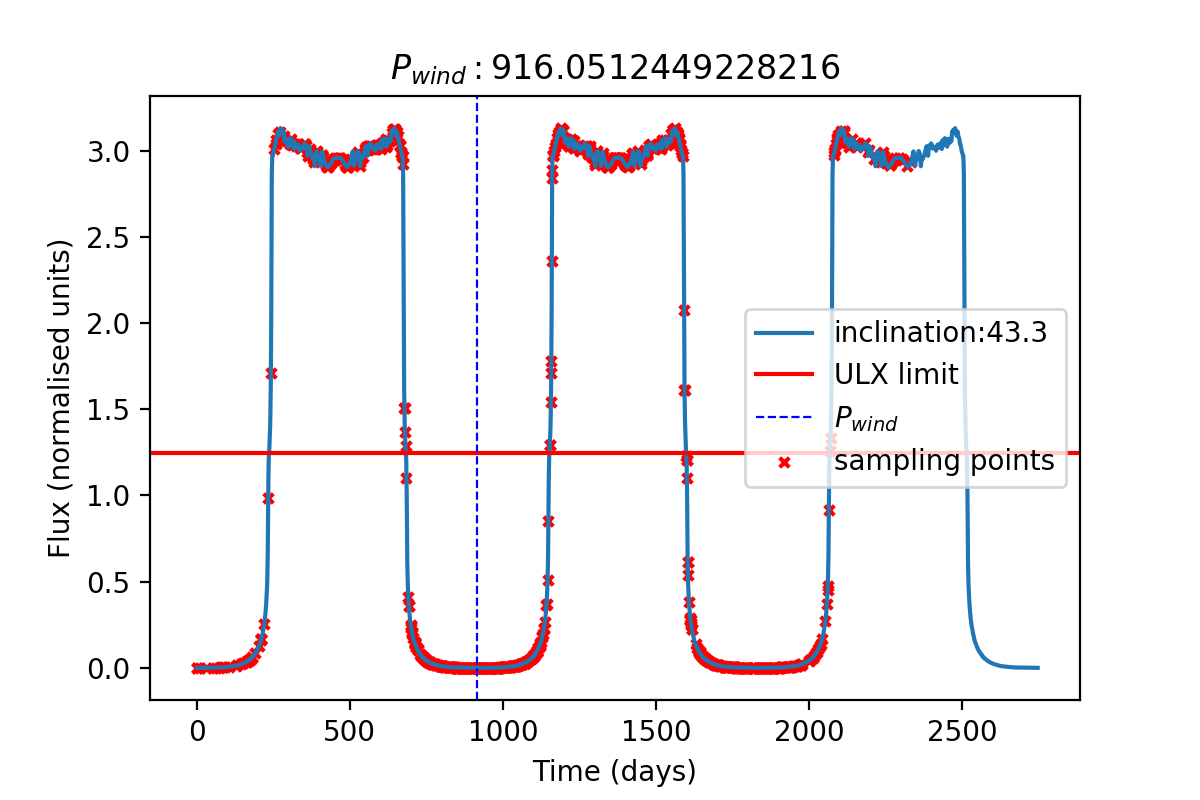 P_wind : 916.0512449228216
3.0
2.5
2.0
1.5
1.0
0.5
0.0
Flux (normalised units)
inclination:43.3
ULX limit
P_wind
sampling points
0 500 1000 1500 2000 2500
Time (days)